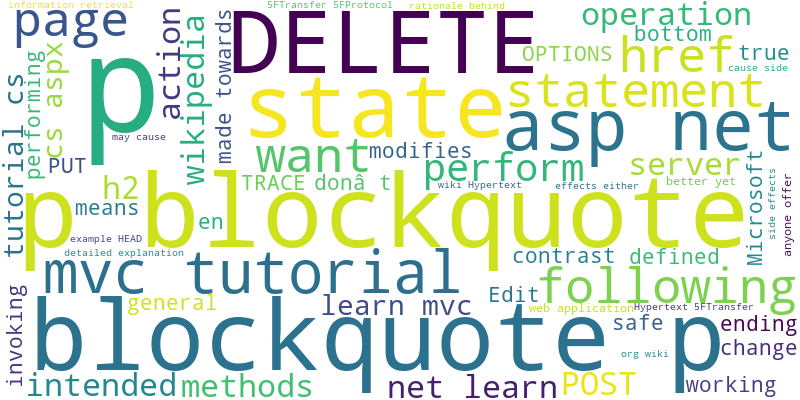 information retrieval
5FTransfer 5FProtocol
rationale behind
page
DELETE
operation
bottom
p
action
wikipedia
made towards
OPTIONS
href
true
cause side
performing
cs aspx
state
statement
may cause
asp net
tutorial cs
PUT
want
modifies
perform
server
h2
TRACE
donâ t
wiki Hypertext
effects either
better yet
means
p blockquote
en
Microsoft
side effects
anyone offer
example HEAD
detailed explanation
mvc tutorial
contrast
defined
invoking
general
learn mvc
Edit
following
web application
Hypertext 5FTransfer
blockquote p
safe
ending
org wiki
change
intended
methods
net learn
POST
working